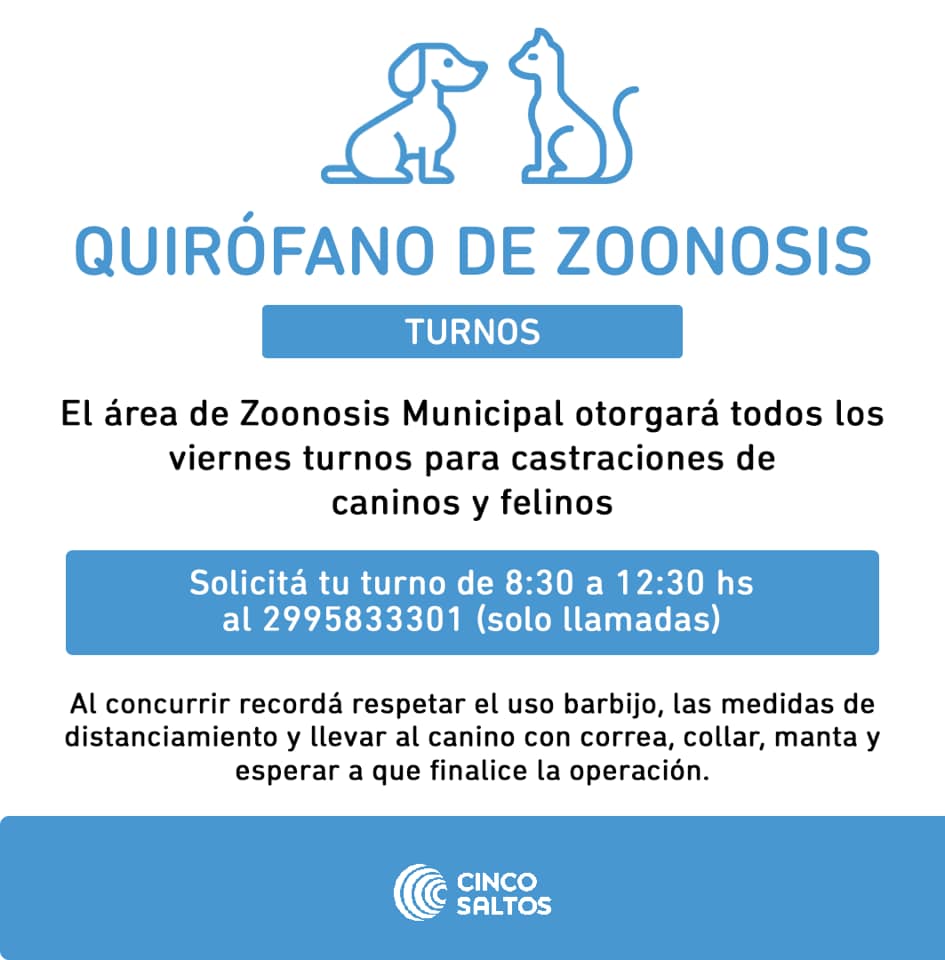 QUIRÓFANO DE ZOONOSIS
TURNOS
El área de Zoonosis Municipal otorgará todos los
viernes turnos para castraciones de
caninos y felinos
Solicitá tu turno de 8:30 a 12:30 hs
al 2995833301 (solo llamadas)
Al concurrir recordá respetar el uso barbijo, las medidas de
distanciamiento y llevar al canino con correa, collar, manta y
esperar a que finalice la operación.
CINCO
SALTOS